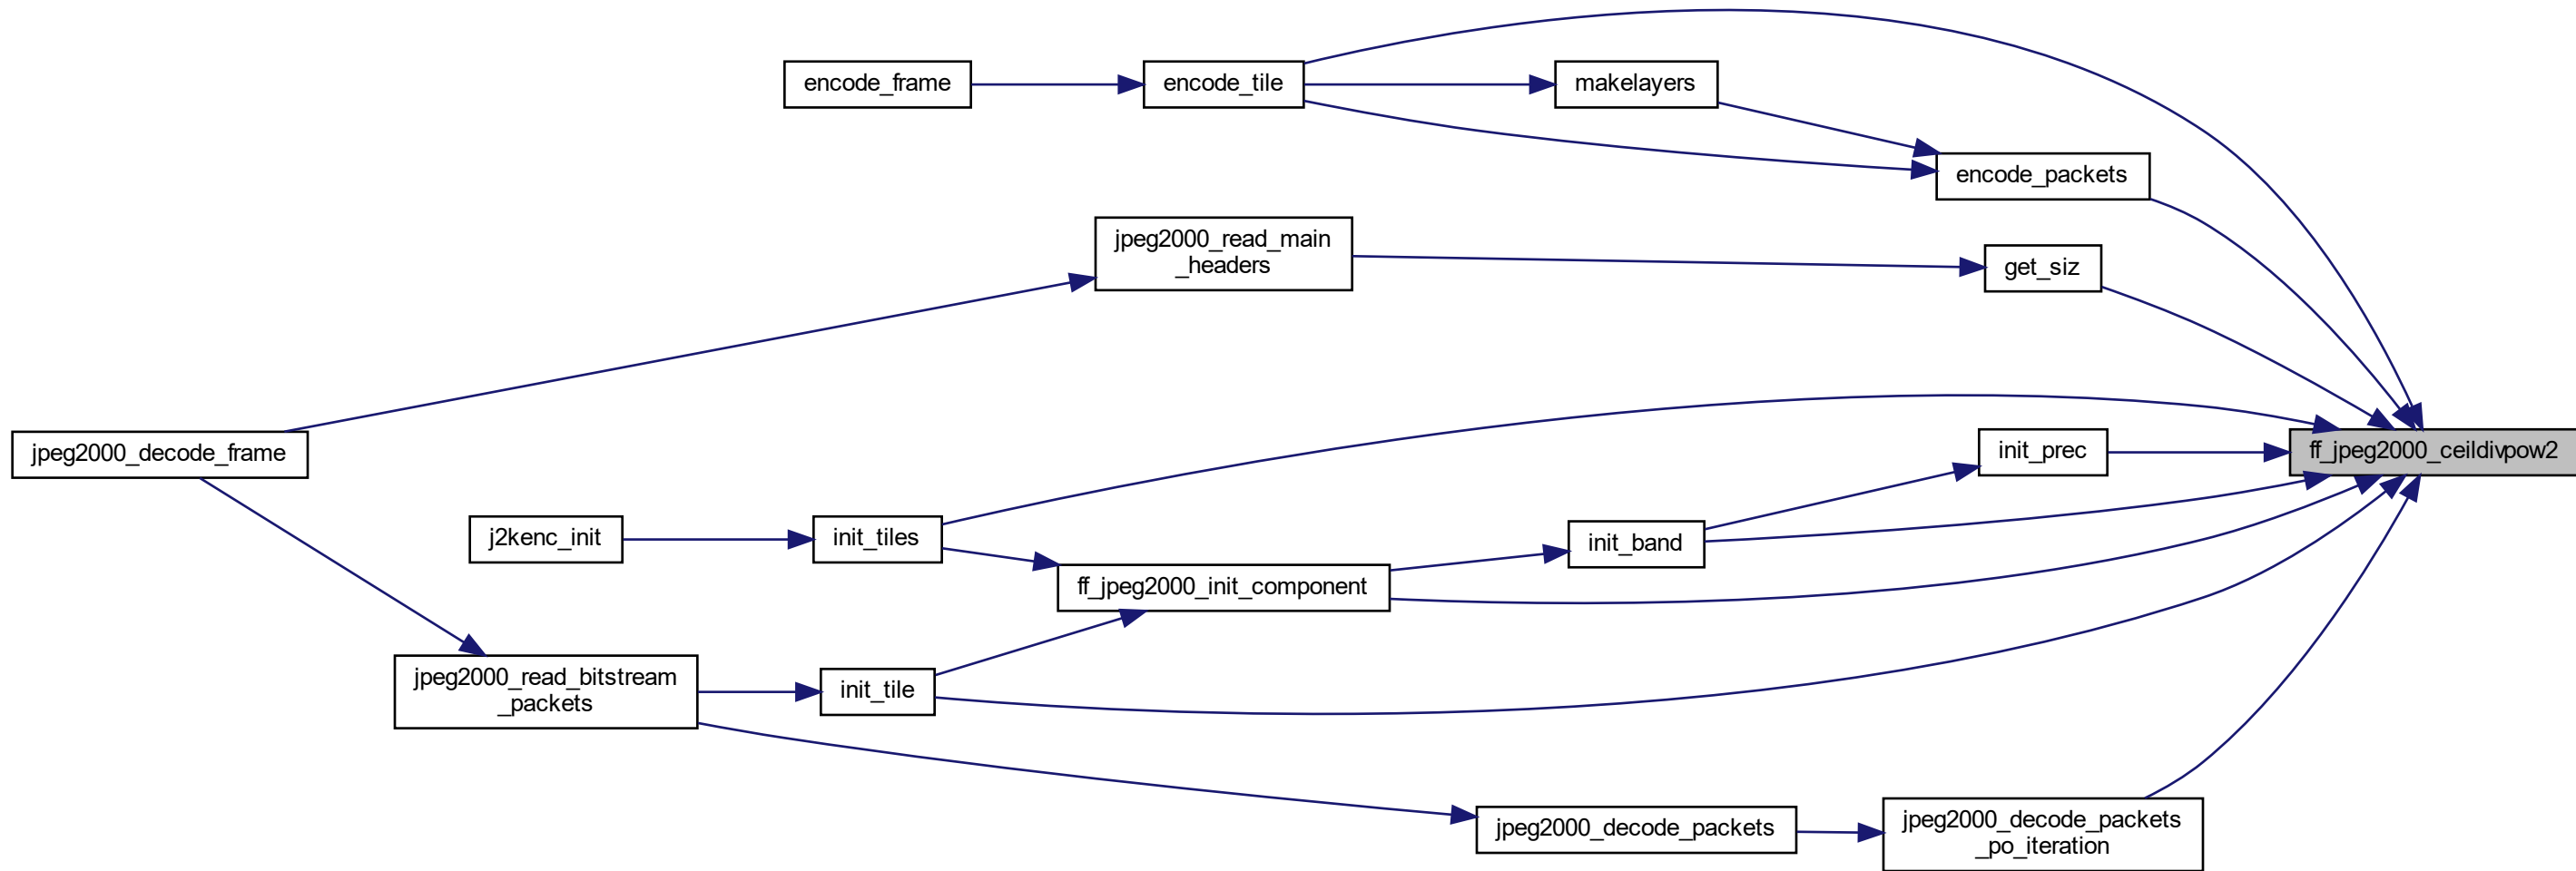 encode_frame
encode_tile
makelayers
encode_packets
jpeg2000_read_main
_headers
get_siz
jpeg2000_decode_frame
init_prec
ff_jpeg2000_ceildivpow2
j2kenc_init
init_tiles
init_band
ff_jpeg2000_init_component
jpeg2000_read_bitstream
_packets
init_tile
jpeg2000_decode_packets
jpeg2000_decode_packets
_po_iteration